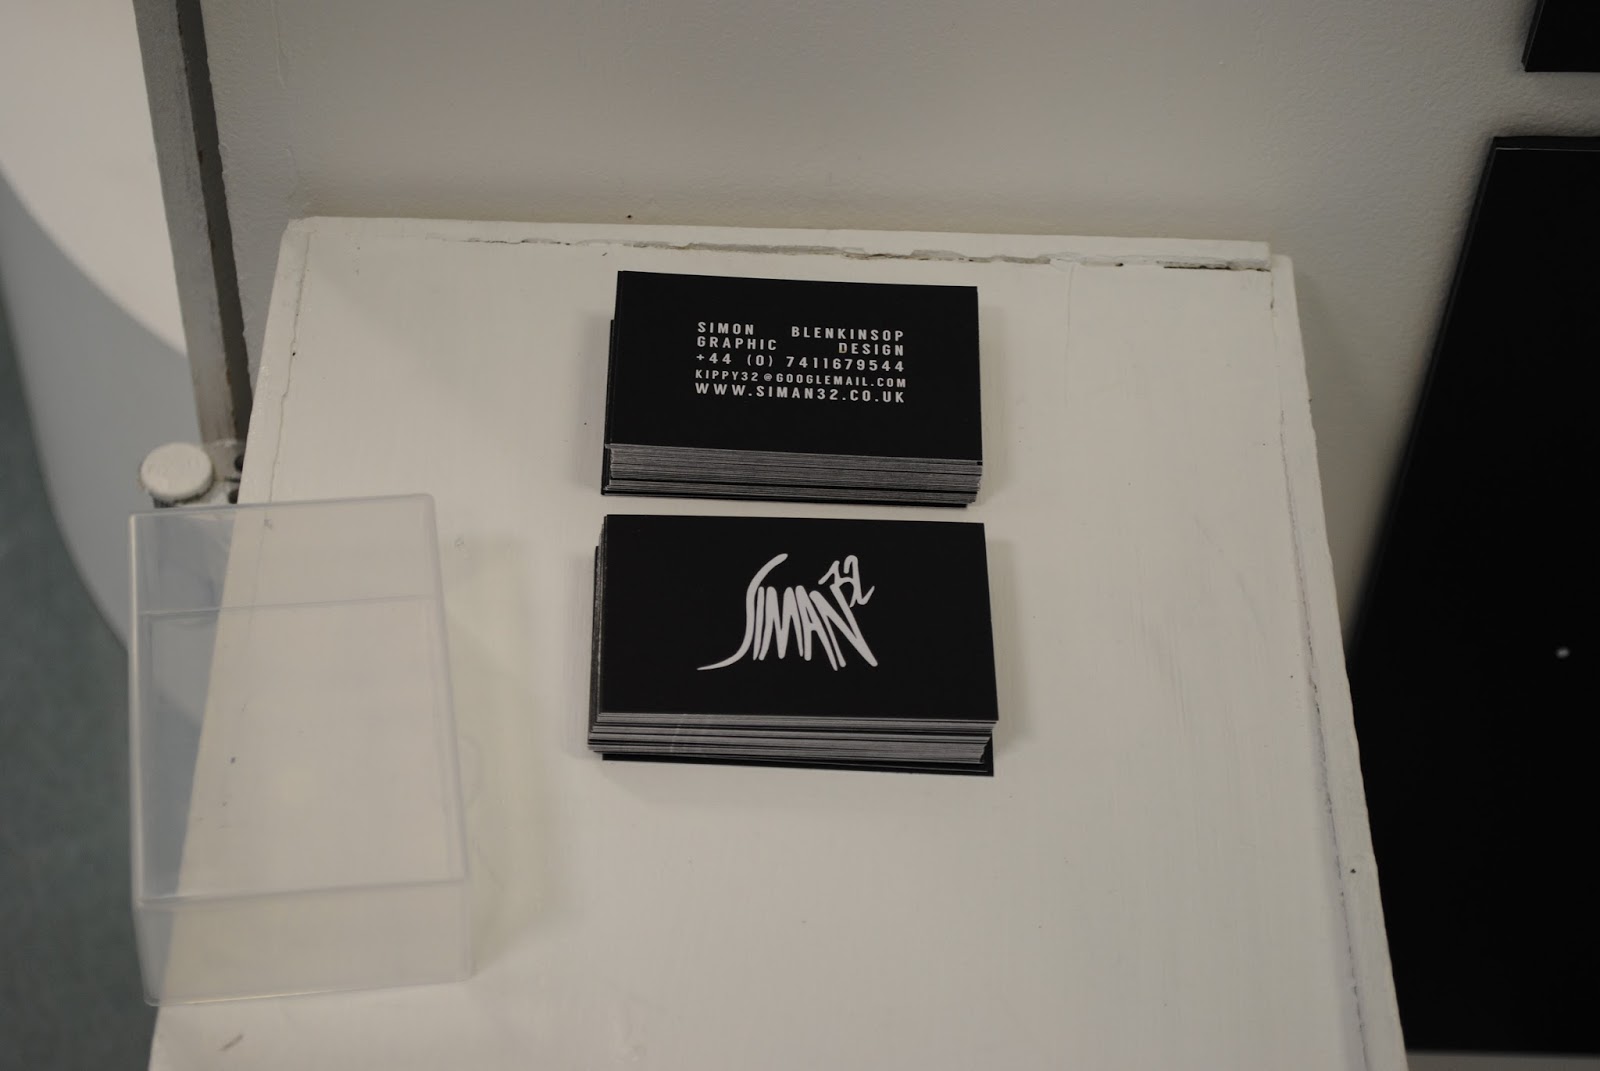 SIMON BLENKINSOP
GRAPHIC DESIGN
+44 (0) 7411679544
KIPPY32@GOOGLEMAIL.COM
WWW.SIMAN32.CO.UK
SIMAN32